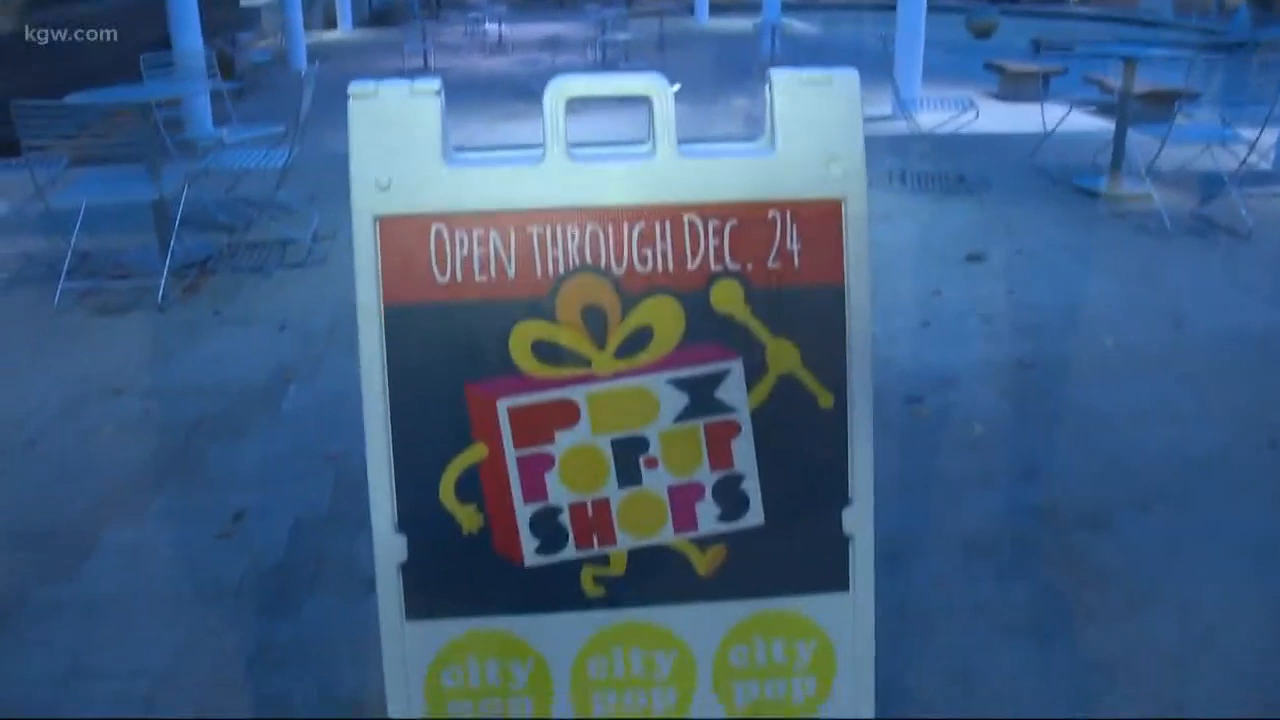 kgw.com
OPEN THROUGH DEC. 24
PDX
POP-UP
SHOPS
city city city
pop pop pop